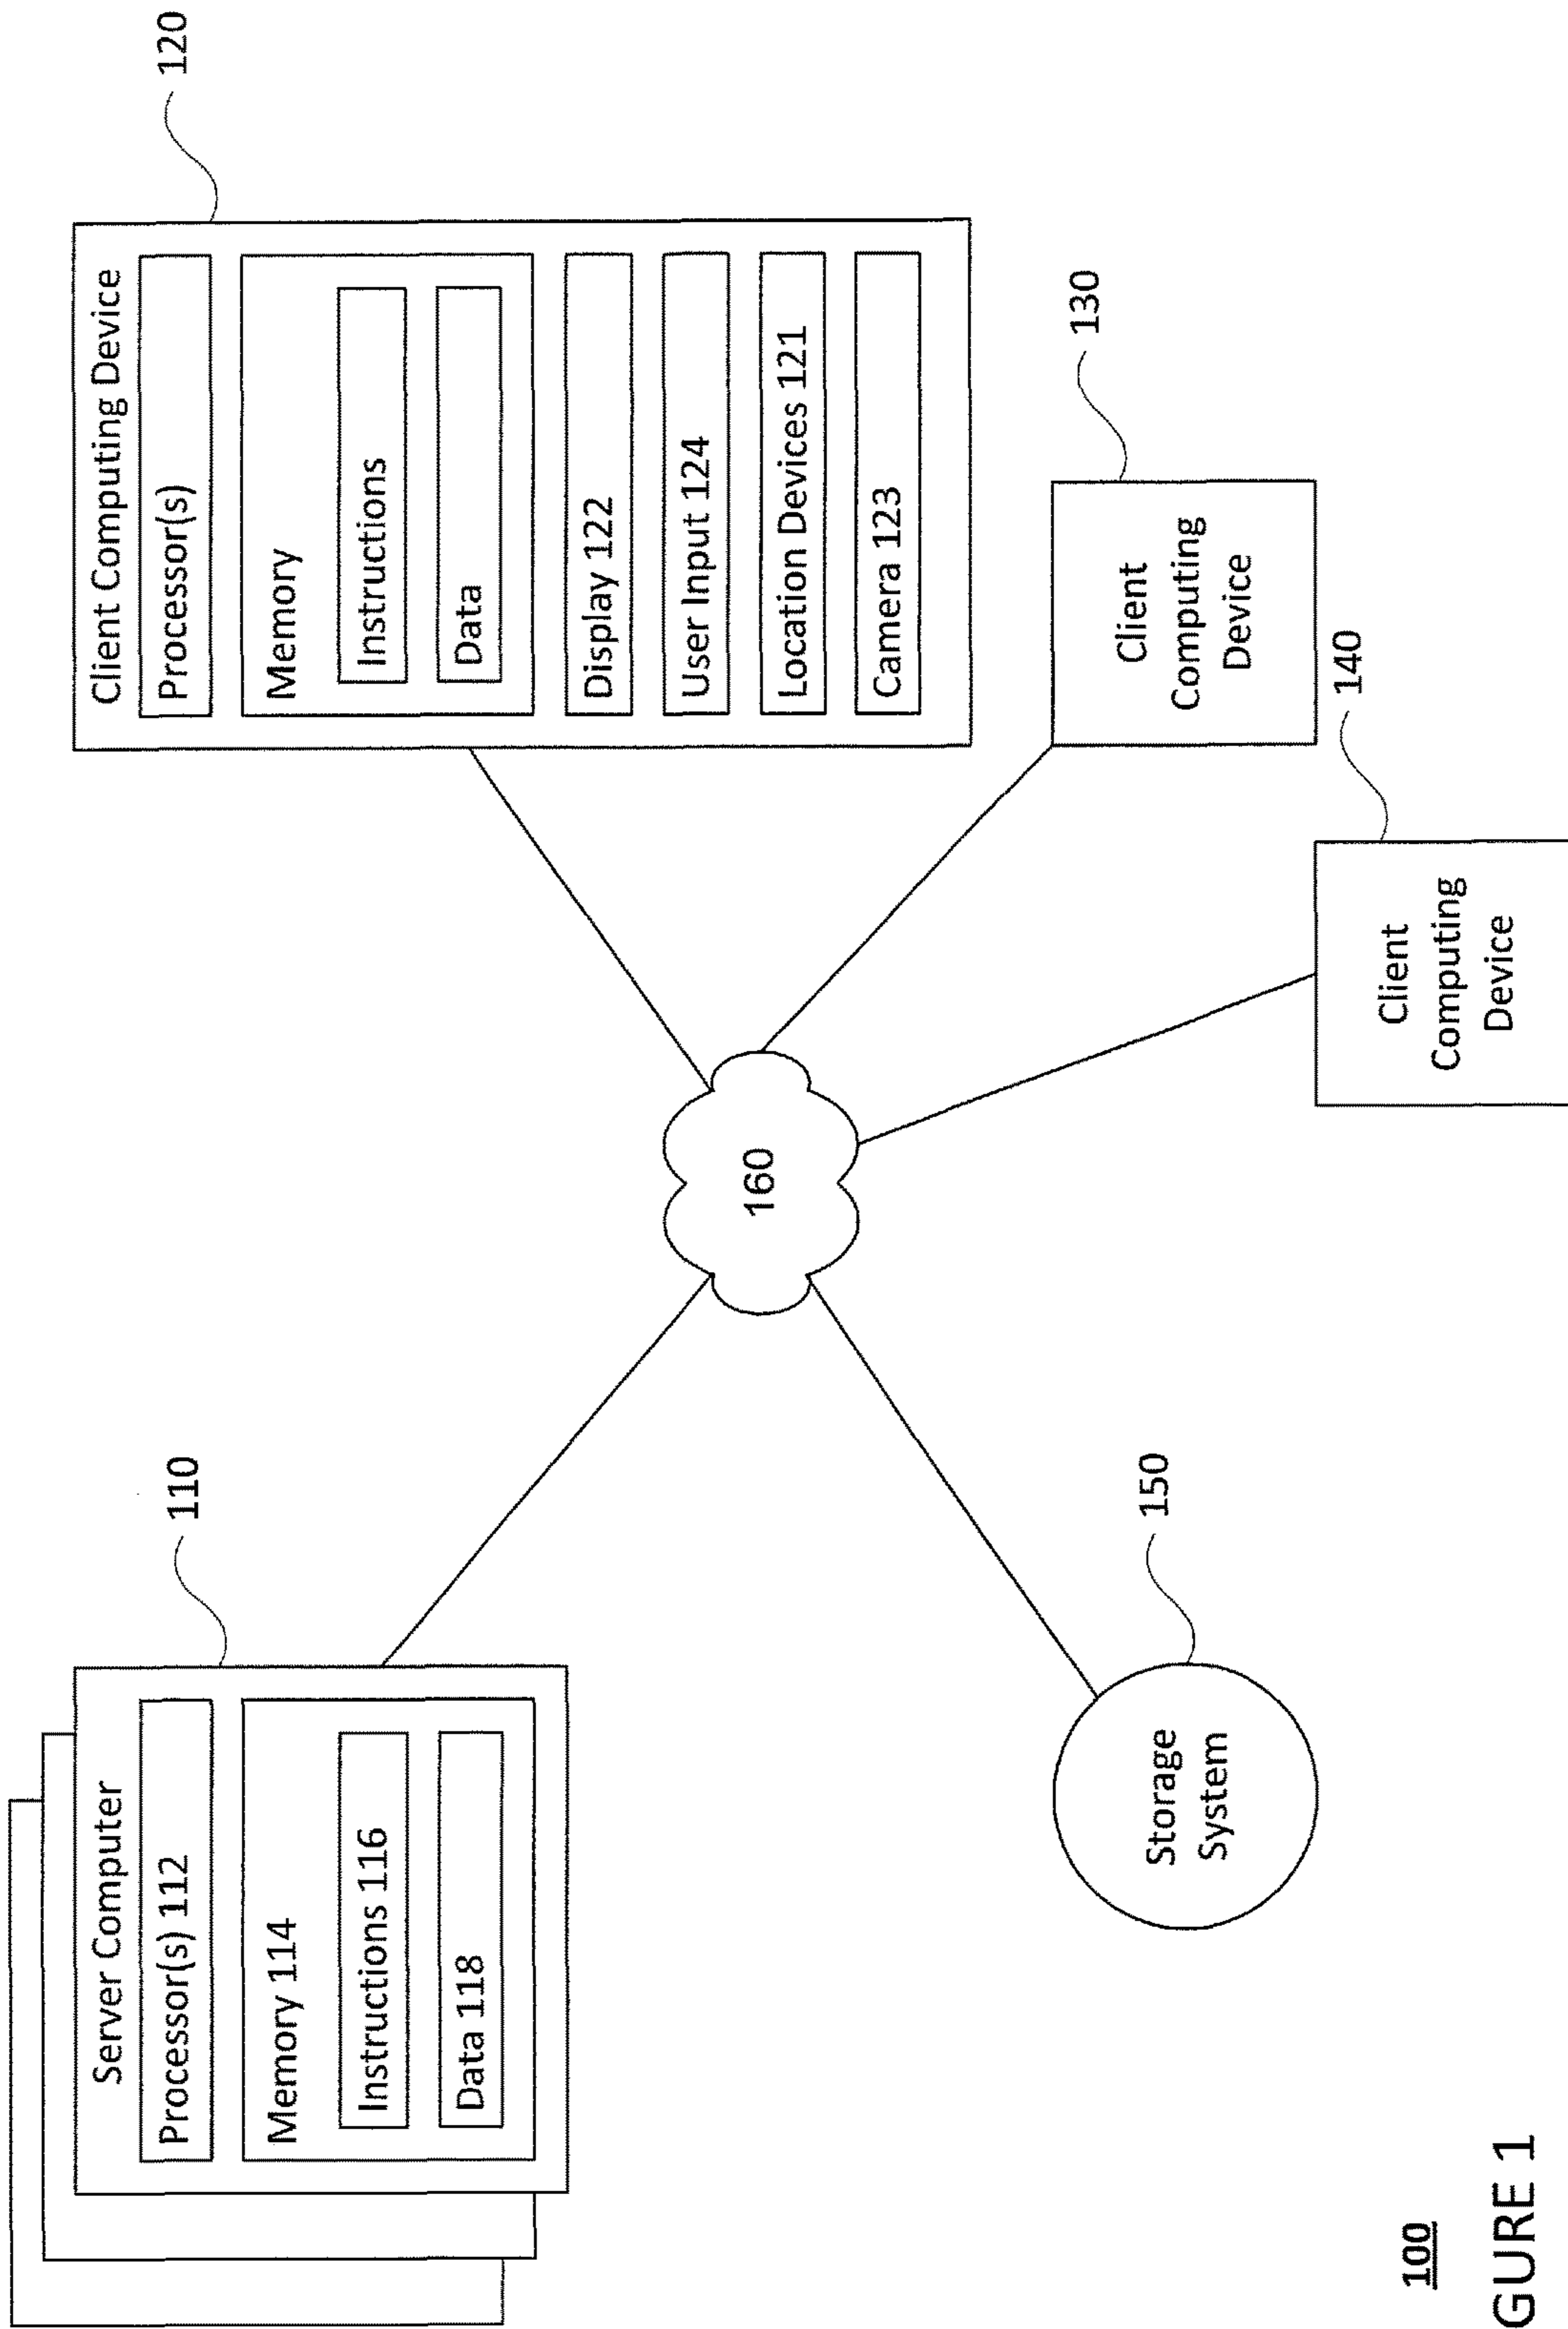 Server Computer
Processor(s) 112
Memory 114
Instructions 116
Data 118
110
Client Computing Device
Processor(s)
Memory
Instructions
Data
Display 122
User Input 124
Location Devices 121
Camera 123
120
160
Storage
System
150
Client
Computing
Device
130
Client
Computing
Device
140
100
GURE 1